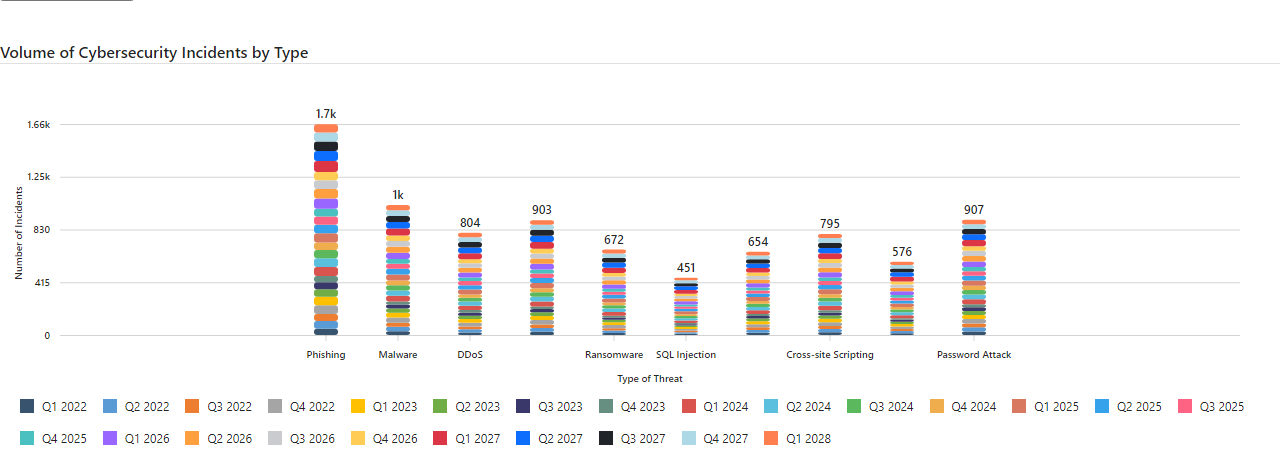 Volume of Cybersecurity Incidents by Type
1.66k
1.25k
830
415
0
Number of Incidents
1.7k
1k
804
903
672
451
654
795
576
907
Phishing
Malware
DDoS
Ransomware
SQL Injection
Cross-site Scripting
Password Attack
Type of Threat
Q1 2022 Q2 2022 Q3 2022 Q4 2022 Q1 2023 Q2 2023 Q3 2023 Q4 2023 Q1 2024 Q2 2024 Q3 2024 Q4 2024 Q1 2025 Q2 2025 Q3 2025
Q4 2025 Q1 2026 Q2 2026 Q3 2026 Q4 2026 Q1 2027 Q2 2027 Q3 2027 Q4 2027 Q1 2028